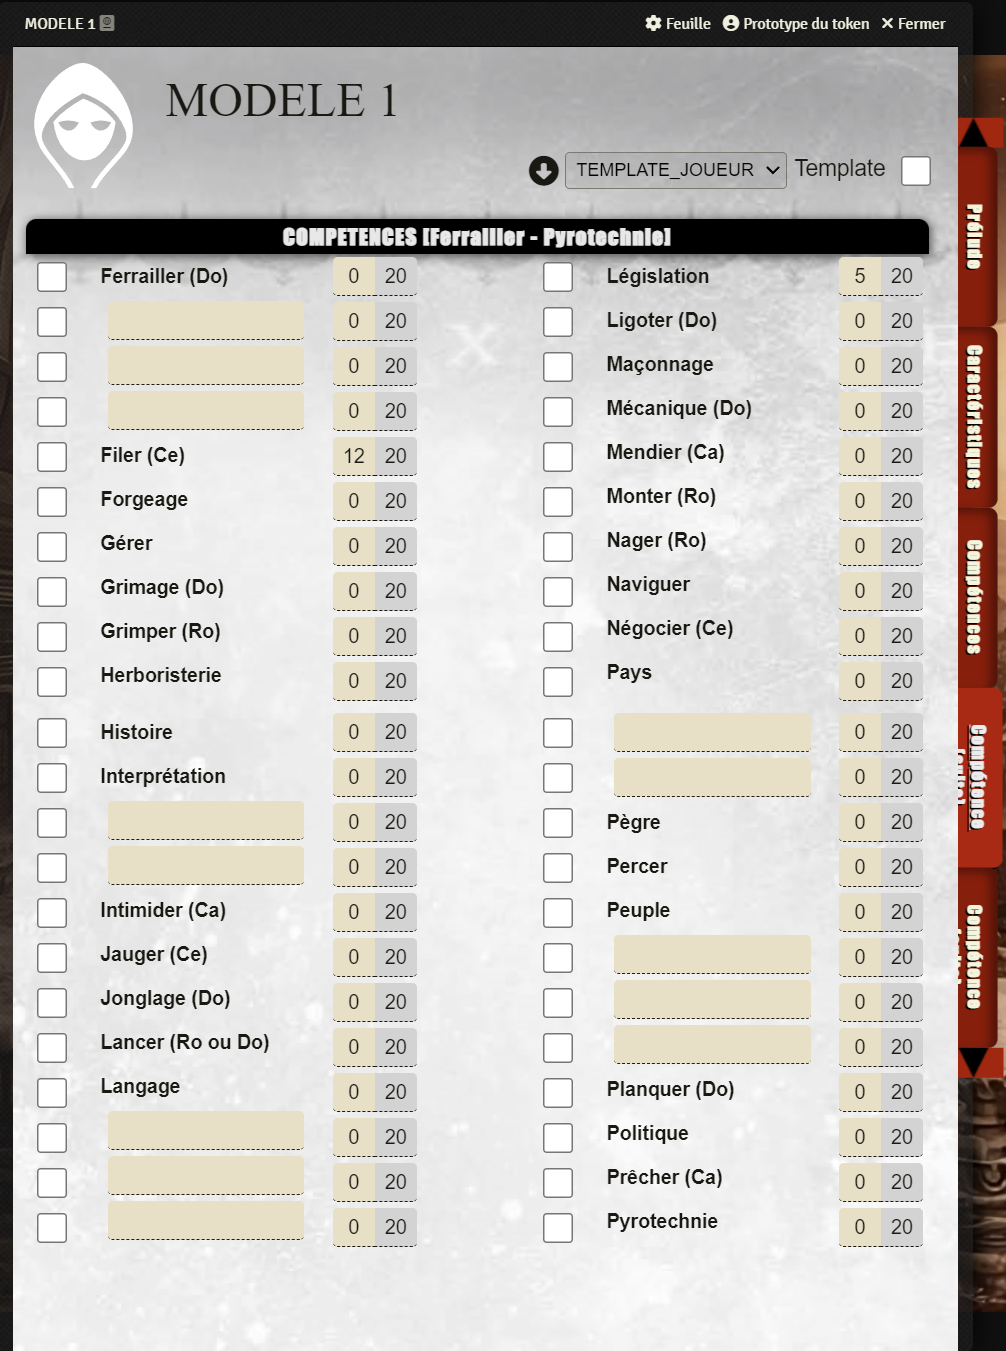 MODELE 1
Feuille Prototype du token Fermer
MODELE 1
TEMPLATE_JOUEUR Template
COMPETENCES [Ferrailler - Pyrotechnie]
Ferrailler (Do) 0 20
0 20
0 20
0 20
Filer (Ce) 12 20
Forgeage 0 20
Gérer 0 20
Grimage (Do) 0 20
Grimper (Ro) 0 20
Herboristerie 0 20
Histoire 0 20
Interprétation 0 20
0 20
0 20
Intimider (Ca) 0 20
Jauger (Ce) 0 20
Jonglage (Do) 0 20
Lancer (Ro ou Do) 0 20
Langage 0 20
0 20
0 20
0 20
Législation 5 20
Ligoter (Do) 0 20
Maçonnage 0 20
Mécanique (Do) 0 20
Mendier (Ca) 0 20
Monter (Ro) 0 20
Nager (Ro) 0 20
Naviguer 0 20
Négocier (Ce) 0 20
Pays 0 20
0 20
0 20
Pègre 0 20
Percer 0 20
Peuple 0 20
0 20
0 20
0 20
Planquer (Do) 0 20
Politique 0 20
Prêcher (Ca) 0 20
Pyrotechnie 0 20
Prélude
Caractéristiques
Compétences
Compétence
Compétence